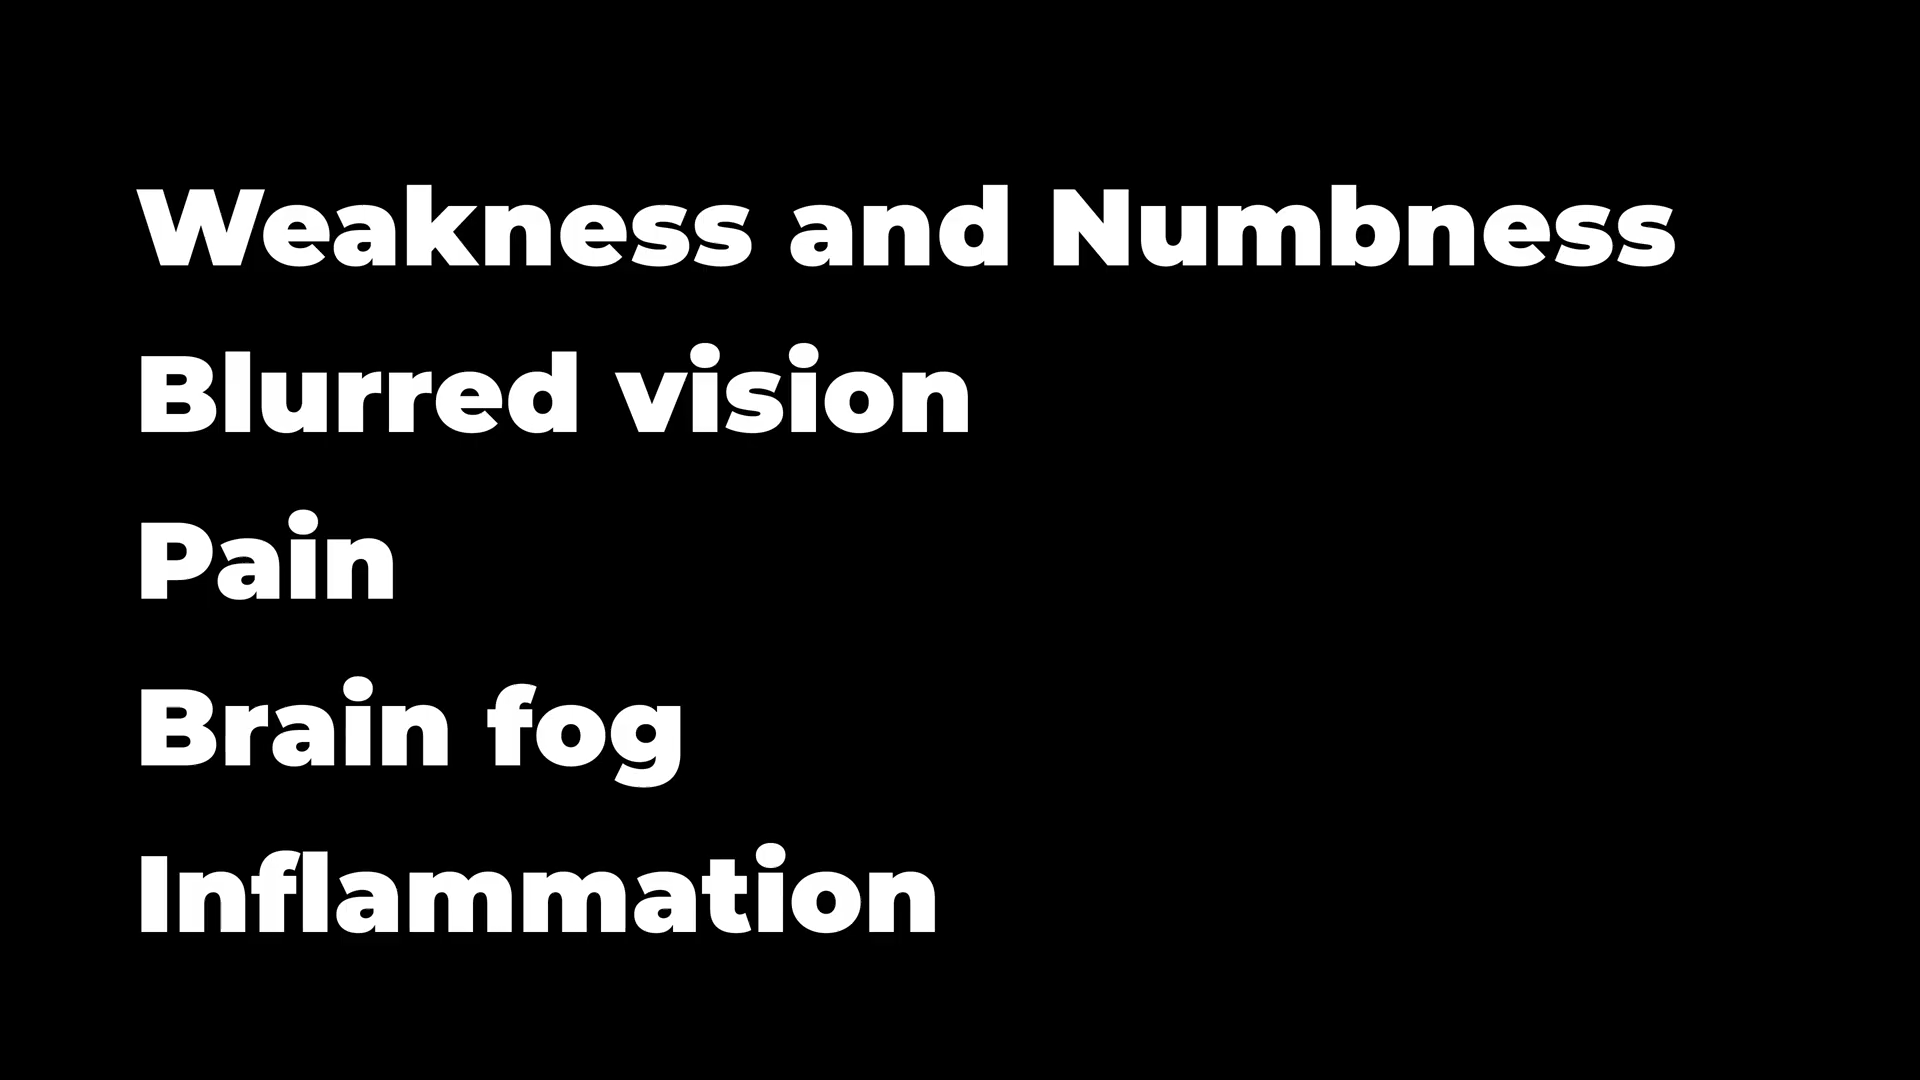 Weakness and Numbness
Blurred vision
Pain
Brain fog
Inflammation